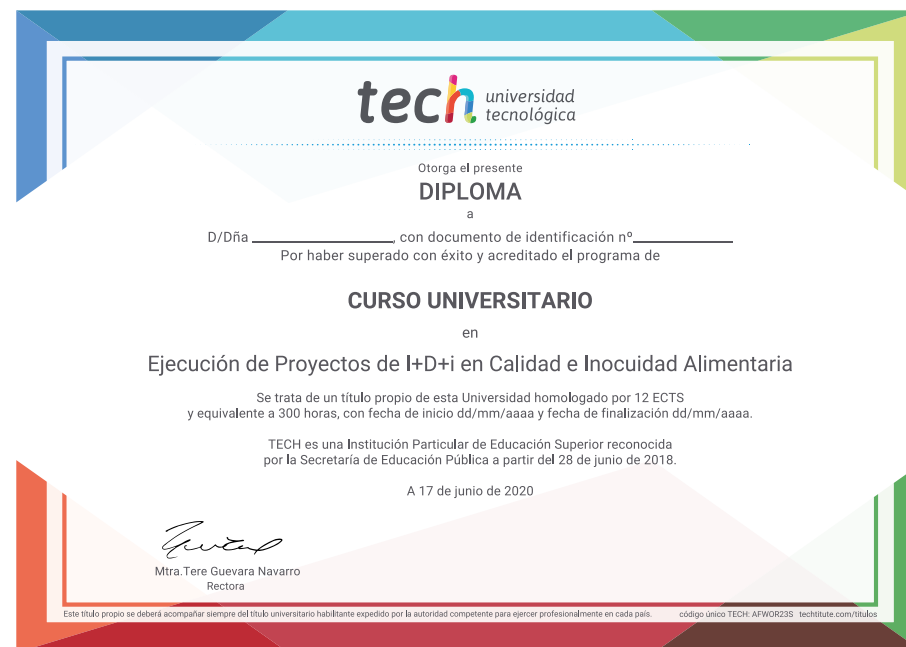 tech universidad
tecnológica
Otorga el presente
DIPLOMA
a
D/Dña ____________________, con documento de identificación nº______________
Por haber superado con éxito y acreditado el programa de
CURSO UNIVERSITARIO
en
Ejecución de Proyectos de I+D+i en Calidad e Inocuidad Alimentaria
Se trata de un título propio de esta Universidad homologado por 12 ECTS
y equivalente a 300 horas, con fecha de inicio dd/mm/aaaa y fecha de finalización dd/mm/aaaa.
TECH es una Institución Particular de Educación Superior reconocida
por la Secretaría de Educación Pública a partir del 28 de junio de 2018.
A 17 de junio de 2020
Mtra.Tere Guevara Navarro
Rectora
Este título propio se deberá acompañar siempre del título universitario habilitante expedido por la autoridad competente para ejercer profesionalmente en cada país. código único TECH: AFWOR23S techtitute.com/titulos